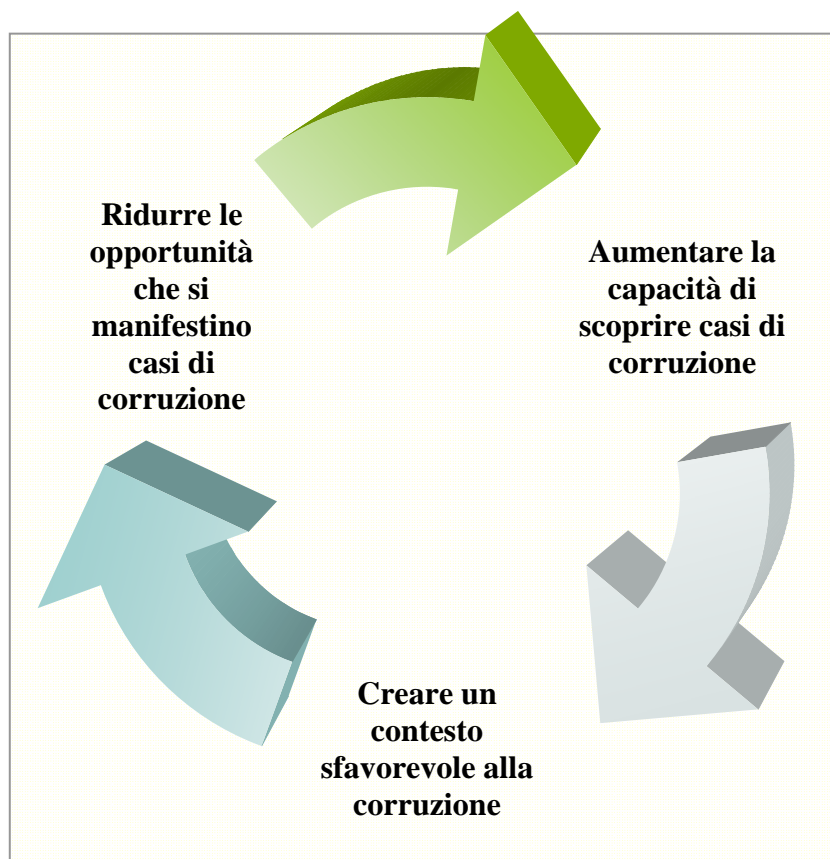 Ridurre le
opportunità
che si
manifestino
casi di
corruzione
Aumentare la
capacità di
scoprire casi di
corruzione
Creare un
contesto
sfavorevole alla
corruzione